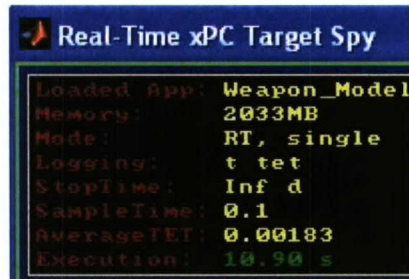 Real-Time xPC Target Spy
Loaded App: Weapon_Model
Memory: 2033MB
Mode: RT, single
Logging: t tet
StopTime: Inf d
SampleTime: 0.1
AverageTET: 0.00183
Execution: 10.90 s